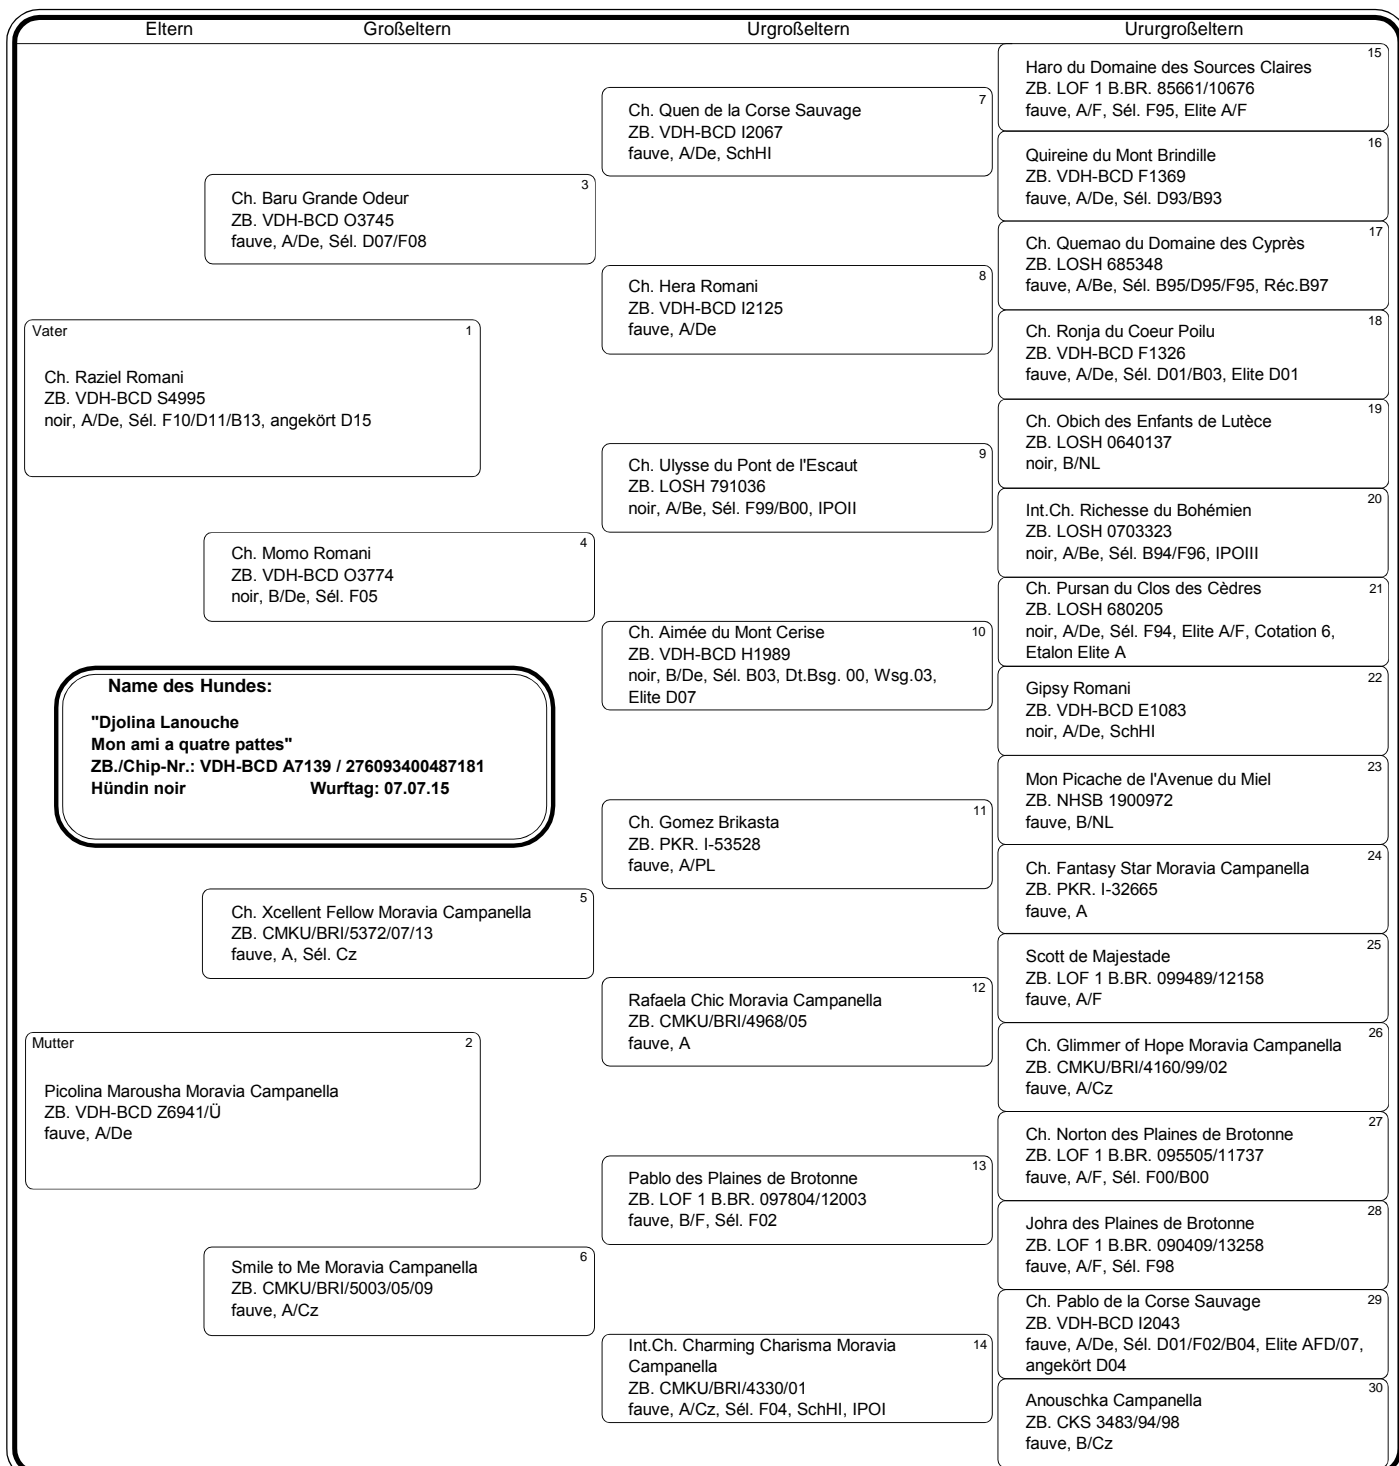 Eltern Großeltern Urgroßeltern Ururgroßeltern
Vater 1
Ch. Raziel Romani
ZB. VDH-BCD S4995
noir, A/De, Sél. F10/D11/B13, angekört D15
Name des Hundes:
"Djolina Lanouche
Mon ami a quatre pattes"
ZB./Chip-Nr.: VDH-BCD A7139 / 276093400487181
Hündin noir Wurftag: 07.07.15
Mutter 2
Picolina Marousha Moravia Campanella
ZB. VDH-BCD Z6941/Ü
fauve, A/De
3
Ch. Baru Grande Odeur
ZB. VDH-BCD O3745
fauve, A/De, Sél. D07/F08
4
Ch. Momo Romani
ZB. VDH-BCD O3774
noir, B/De, Sél. F05
5
Ch. Xcellent Fellow Moravia Campanella
ZB. CMKU/BRI/5372/07/13
fauve, A, Sél. Cz
6
Smile to Me Moravia Campanella
ZB. CMKU/BRI/5003/05/09
fauve, A/Cz
7
Ch. Quen de la Corse Sauvage
ZB. VDH-BCD I2067
fauve, A/De, SchHI
8
Ch. Hera Romani
ZB. VDH-BCD I2125
fauve, A/De
9
Ch. Ulysse du Pont de l'Escaut
ZB. LOSH 791036
noir, A/Be, Sél. F99/B00, IPOII
10
Ch. Aimée du Mont Cerise
ZB. VDH-BCD H1989
noir, B/De, Sél. B03, Dt.Bsg. 00, Wsg.03,
Elite D07
11
Ch. Gomez Brikasta
ZB. PKR. I-53528
fauve, A/PL
12
Rafaela Chic Moravia Campanella
ZB. CMKU/BRI/4968/05
fauve, A
13
Pablo des Plaines de Brotonne
ZB. LOF 1 B.BR. 097804/12003
fauve, B/F, Sél. F02
14
Int.Ch. Charming Charisma Moravia
Campanella
ZB. CMKU/BRI/4330/01
fauve, A/Cz, Sél. F04, SchHI, IPOI
15
Haro du Domaine des Sources Claires
ZB. LOF 1 B.BR. 85661/10676
fauve, A/F, Sél. F95, Elite A/F
16
Quireine du Mont Brindille
ZB. VDH-BCD F1369
fauve, A/De, Sél. D93/B93
17
Ch. Quemao du Domaine des Cyprès
ZB. LOSH 685348
fauve, A/Be, Sél. B95/D95/F95, Réc.B97
18
Ch. Ronja du Coeur Poilu
ZB. VDH-BCD F1326
fauve, A/De, Sél. D01/B03, Elite D01
19
Ch. Obich des Enfants de Lutèce
ZB. LOSH 0640137
noir, B/NL
20
Int.Ch. Richesse du Bohémien
ZB. LOSH 0703323
noir, A/Be, Sél. B94/F96, IPOIII
21
Ch. Pursan du Clos des Cèdres
ZB. LOSH 680205
noir, A/De, Sél. F94, Elite A/F, Cotation 6,
Etalon Elite A
22
Gipsy Romani
ZB. VDH-BCD E1083
noir, A/De, SchHI
23
Mon Picache de l'Avenue du Miel
ZB. NHSB 1900972
fauve, B/NL
24
Ch. Fantasy Star Moravia Campanella
ZB. PKR. I-32665
fauve, A
25
Scott de Majestade
ZB. LOF 1 B.BR. 099489/12158
fauve, A/F
26
Ch. Glimmer of Hope Moravia Campanella
ZB. CMKU/BRI/4160/99/02
fauve, A/Cz
27
Ch. Norton des Plaines de Brotonne
ZB. LOF 1 B.BR. 095505/11737
fauve, A/F, Sél. F00/B00
28
Johra des Plaines de Brotonne
ZB. LOF 1 B.BR. 090409/13258
fauve, A/F, Sél. F98
29
Ch. Pablo de la Corse Sauvage
ZB. VDH-BCD I2043
fauve, A/De, Sél. D01/F02/B04, Elite AFD/07,
angekört D04
30
Anouschka Campanella
ZB. CKS 3483/94/98
fauve, B/Cz